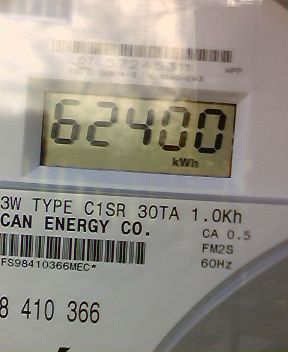 62400
kWh
3W TYPE C1SR 30TA 1.0Kh
CAN ENERGY CO.
CA 0.5
FM2S
60Hz
FS98410366MEC*
8 410 366